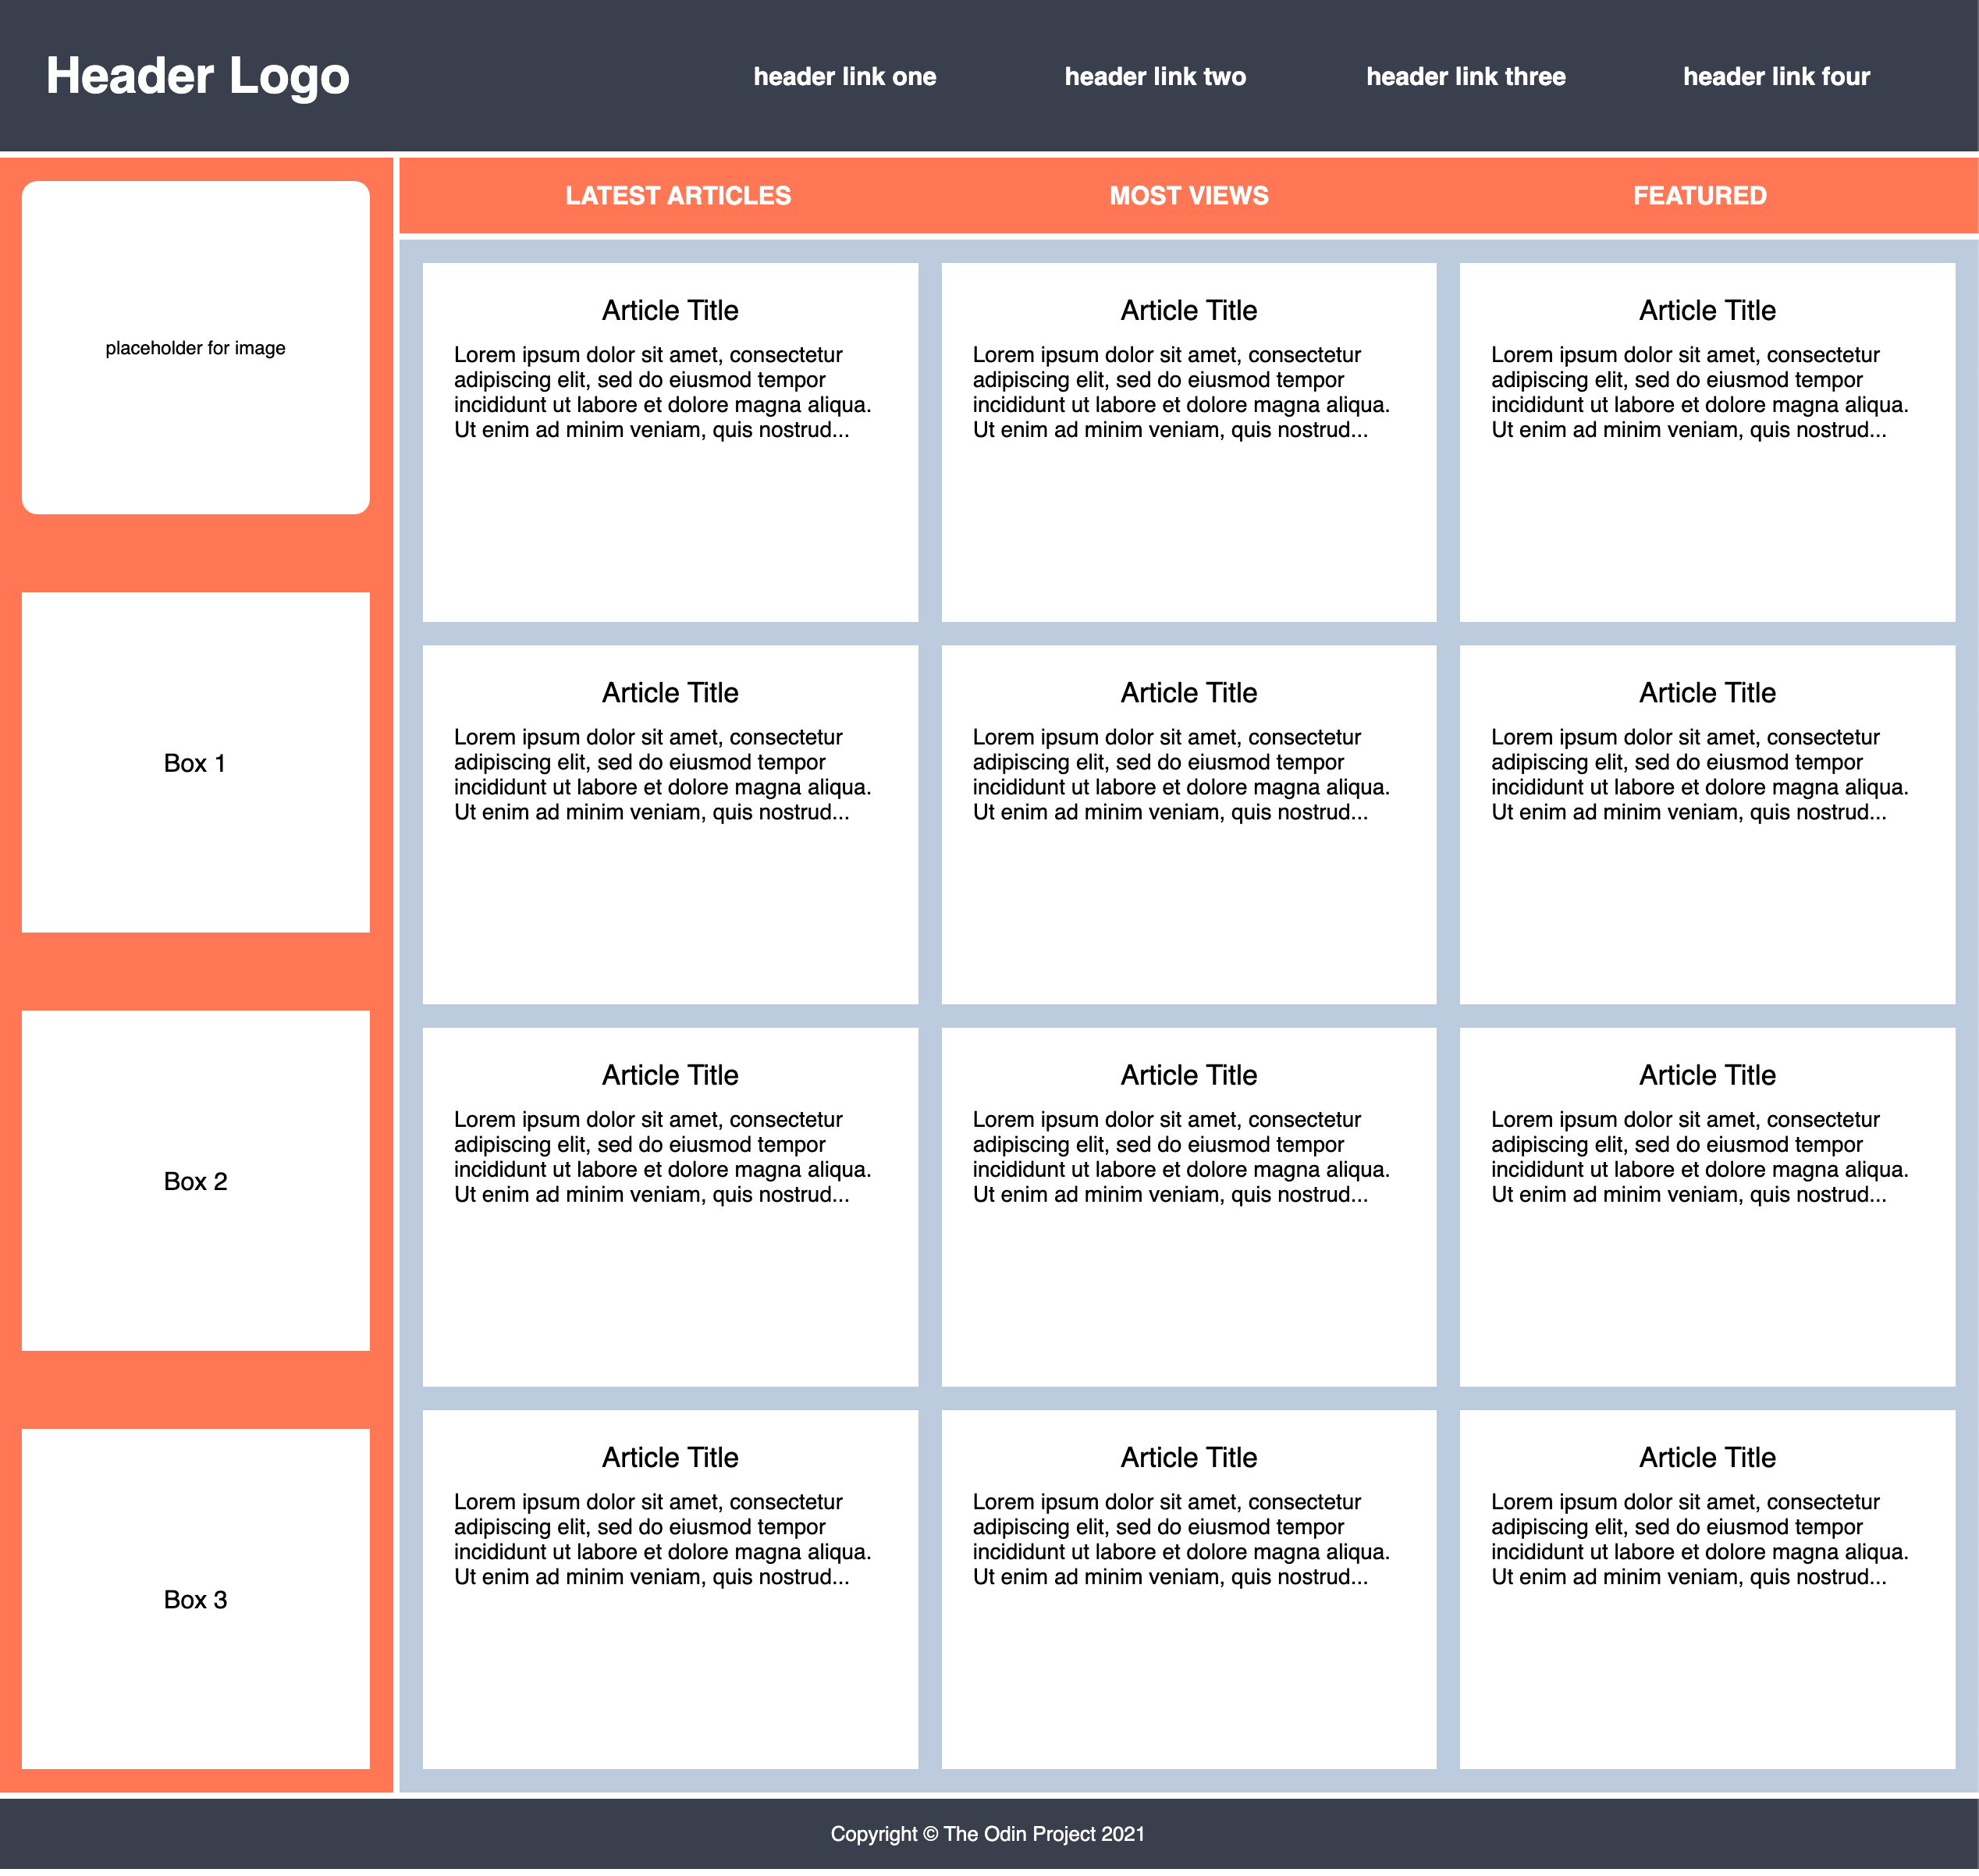 Header Logo
header link one
header link two
header link three
header link four
placeholder for image
Box 1
Box 2
Box 3
LATEST ARTICLES
MOST VIEWS
FEATURED
Article Title
Lorem ipsum dolor sit amet, consectetur
adipiscing elit, sed do eiusmod tempor
incididunt ut labore et dolore magna aliqua.
Ut enim ad minim veniam, quis nostrud...
Article Title
Lorem ipsum dolor sit amet, consectetur
adipiscing elit, sed do eiusmod tempor
incididunt ut labore et dolore magna aliqua.
Ut enim ad minim veniam, quis nostrud...
Article Title
Lorem ipsum dolor sit amet, consectetur
adipiscing elit, sed do eiusmod tempor
incididunt ut labore et dolore magna aliqua.
Ut enim ad minim veniam, quis nostrud...
Article Title
Lorem ipsum dolor sit amet, consectetur
adipiscing elit, sed do eiusmod tempor
incididunt ut labore et dolore magna aliqua.
Ut enim ad minim veniam, quis nostrud...
Article Title
Lorem ipsum dolor sit amet, consectetur
adipiscing elit, sed do eiusmod tempor
incididunt ut labore et dolore magna aliqua.
Ut enim ad minim veniam, quis nostrud...
Article Title
Lorem ipsum dolor sit amet, consectetur
adipiscing elit, sed do eiusmod tempor
incididunt ut labore et dolore magna aliqua.
Ut enim ad minim veniam, quis nostrud...
Article Title
Lorem ipsum dolor sit amet, consectetur
adipiscing elit, sed do eiusmod tempor
incididunt ut labore et dolore magna aliqua.
Ut enim ad minim veniam, quis nostrud...
Article Title
Lorem ipsum dolor sit amet, consectetur
adipiscing elit, sed do eiusmod tempor
incididunt ut labore et dolore magna aliqua.
Ut enim ad minim veniam, quis nostrud...
Article Title
Lorem ipsum dolor sit amet, consectetur
adipiscing elit, sed do eiusmod tempor
incididunt ut labore et dolore magna aliqua.
Ut enim ad minim veniam, quis nostrud...
Article Title
Lorem ipsum dolor sit amet, consectetur
adipiscing elit, sed do eiusmod tempor
incididunt ut labore et dolore magna aliqua.
Ut enim ad minim veniam, quis nostrud...
Article Title
Lorem ipsum dolor sit amet, consectetur
adipiscing elit, sed do eiusmod tempor
incididunt ut labore et dolore magna aliqua.
Ut enim ad minim veniam, quis nostrud...
Article Title
Lorem ipsum dolor sit amet, consectetur
adipiscing elit, sed do eiusmod tempor
incididunt ut labore et dolore magna aliqua.
Ut enim ad minim veniam, quis nostrud...
Copyright © The Odin Project 2021